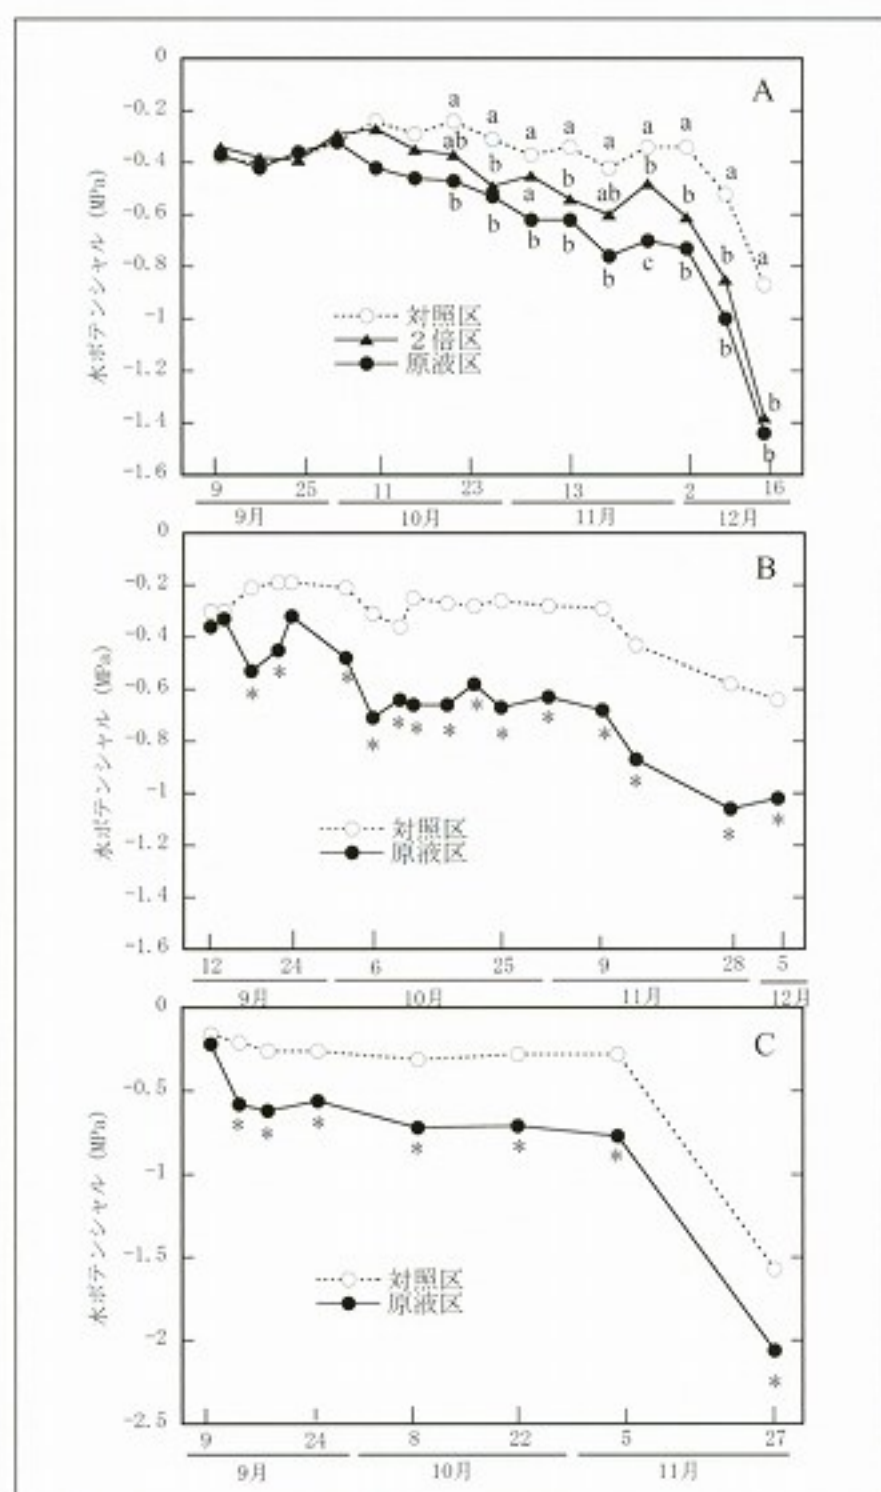 A
0
-0.2
-0.4
-0.6
-0.8
-1
-1.2
-1.4
-1.6
水ポテンシャル (MPa)
a a a a a a a a a
ab b a b ab b b b b
b b b b b c b b b
対照区
2倍区
原液区
9 25 11 23 13 2 16
9月 10月 11月 12月
B
0
-0.2
-0.4
-0.6
-0.8
-1
-1.2
-1.4
-1.6
水ポテンシャル (MPa)
* * * * * * * * * * * * * *
対照区
原液区
12 24 6 25 9 28 5
9月 10月 11月 12月
C
0
-0.5
-1
-1.5
-2
-2.5
水ポテンシャル (MPa)
* * * * * * *
対照区
原液区
9 24 8 22 5 27
9月 10月 11月